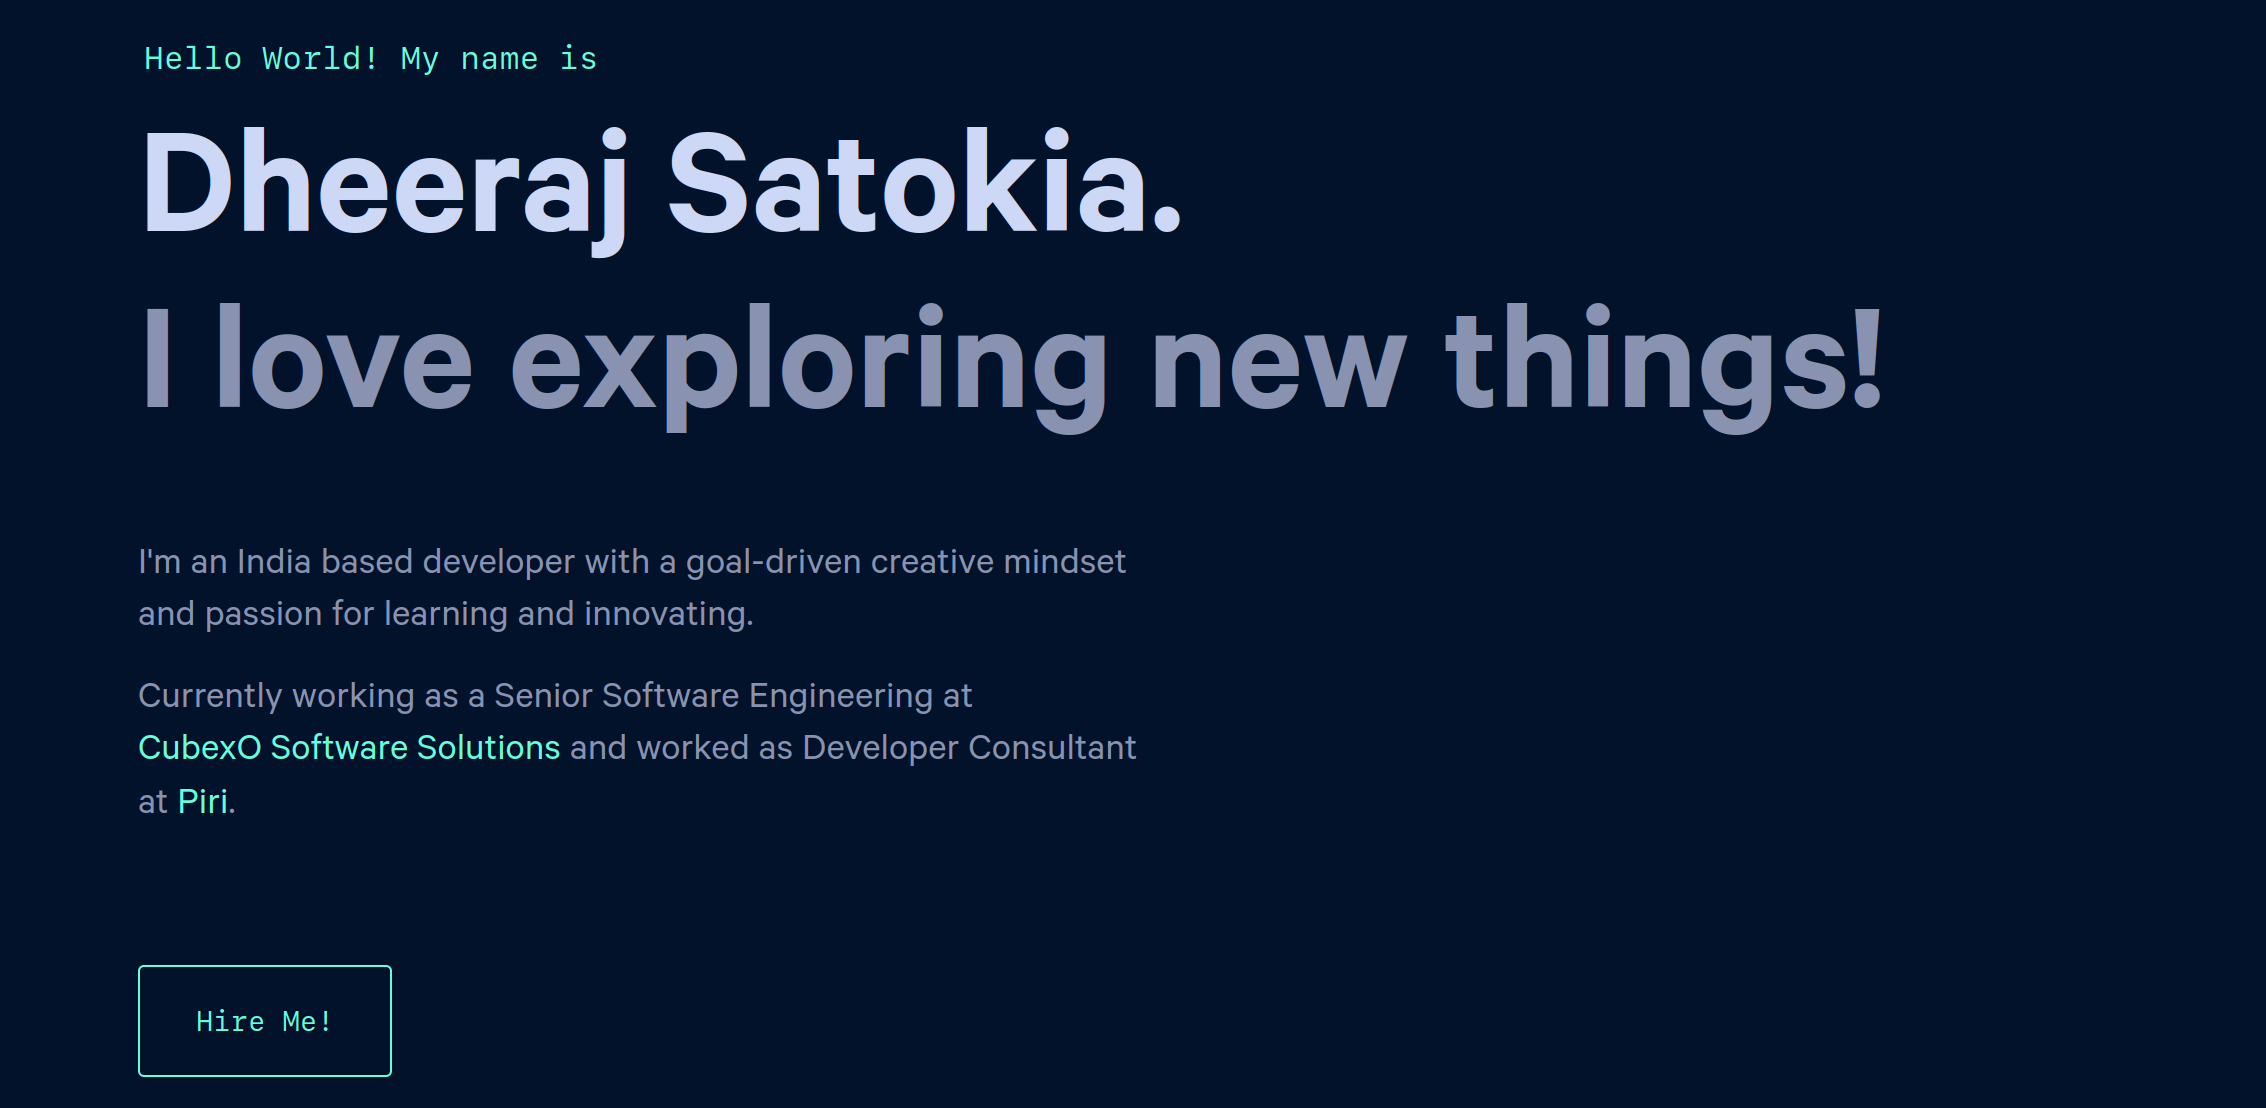 Hello World! My name is
Dheeraj Satokia.
I love exploring new things!
I'm an India based developer with a goal-driven creative mindset
and passion for learning and innovating.
Currently working as a Senior Software Engineering at
CubexO Software Solutions and worked as Developer Consultant
at Piri.
Hire Me!